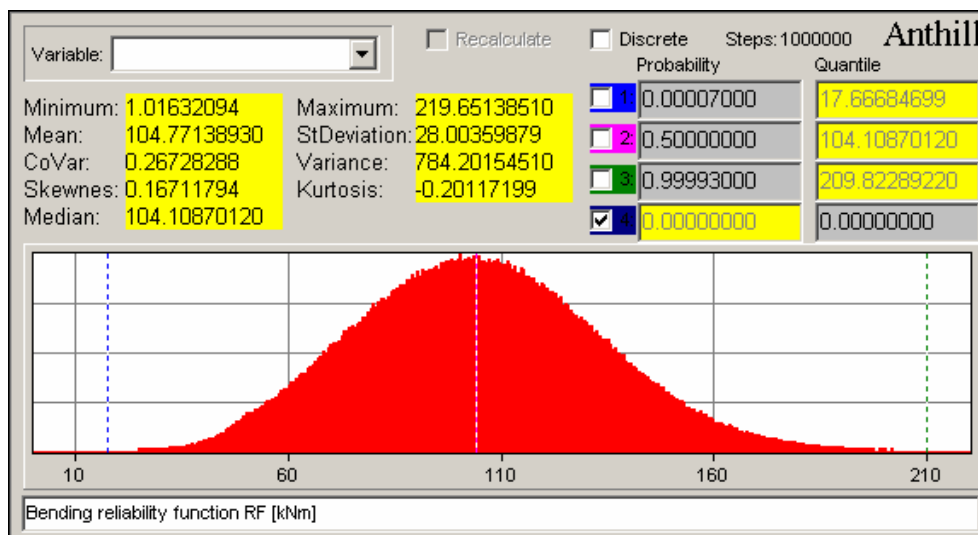 Variable:
Recalculate
Discrete Steps:1000000 Anthill
Probability Quantile
Minimum: 1.01632094 Maximum: 219.65138510 1: 0.00007000 17.66684699
Mean: 104.77138930 StDeviation: 28.00359879 2: 0.50000000 104.10870120
CoVar: 0.26728288 Variance: 784.20154510 3: 0.99993000 209.82289220
Skewnes: 0.16711794 Kurtosis: -0.20117199 4: 0.00000000 0.00000000
Median: 104.10870120
10 60 110 160 210
Bending reliability function RF [kNm]